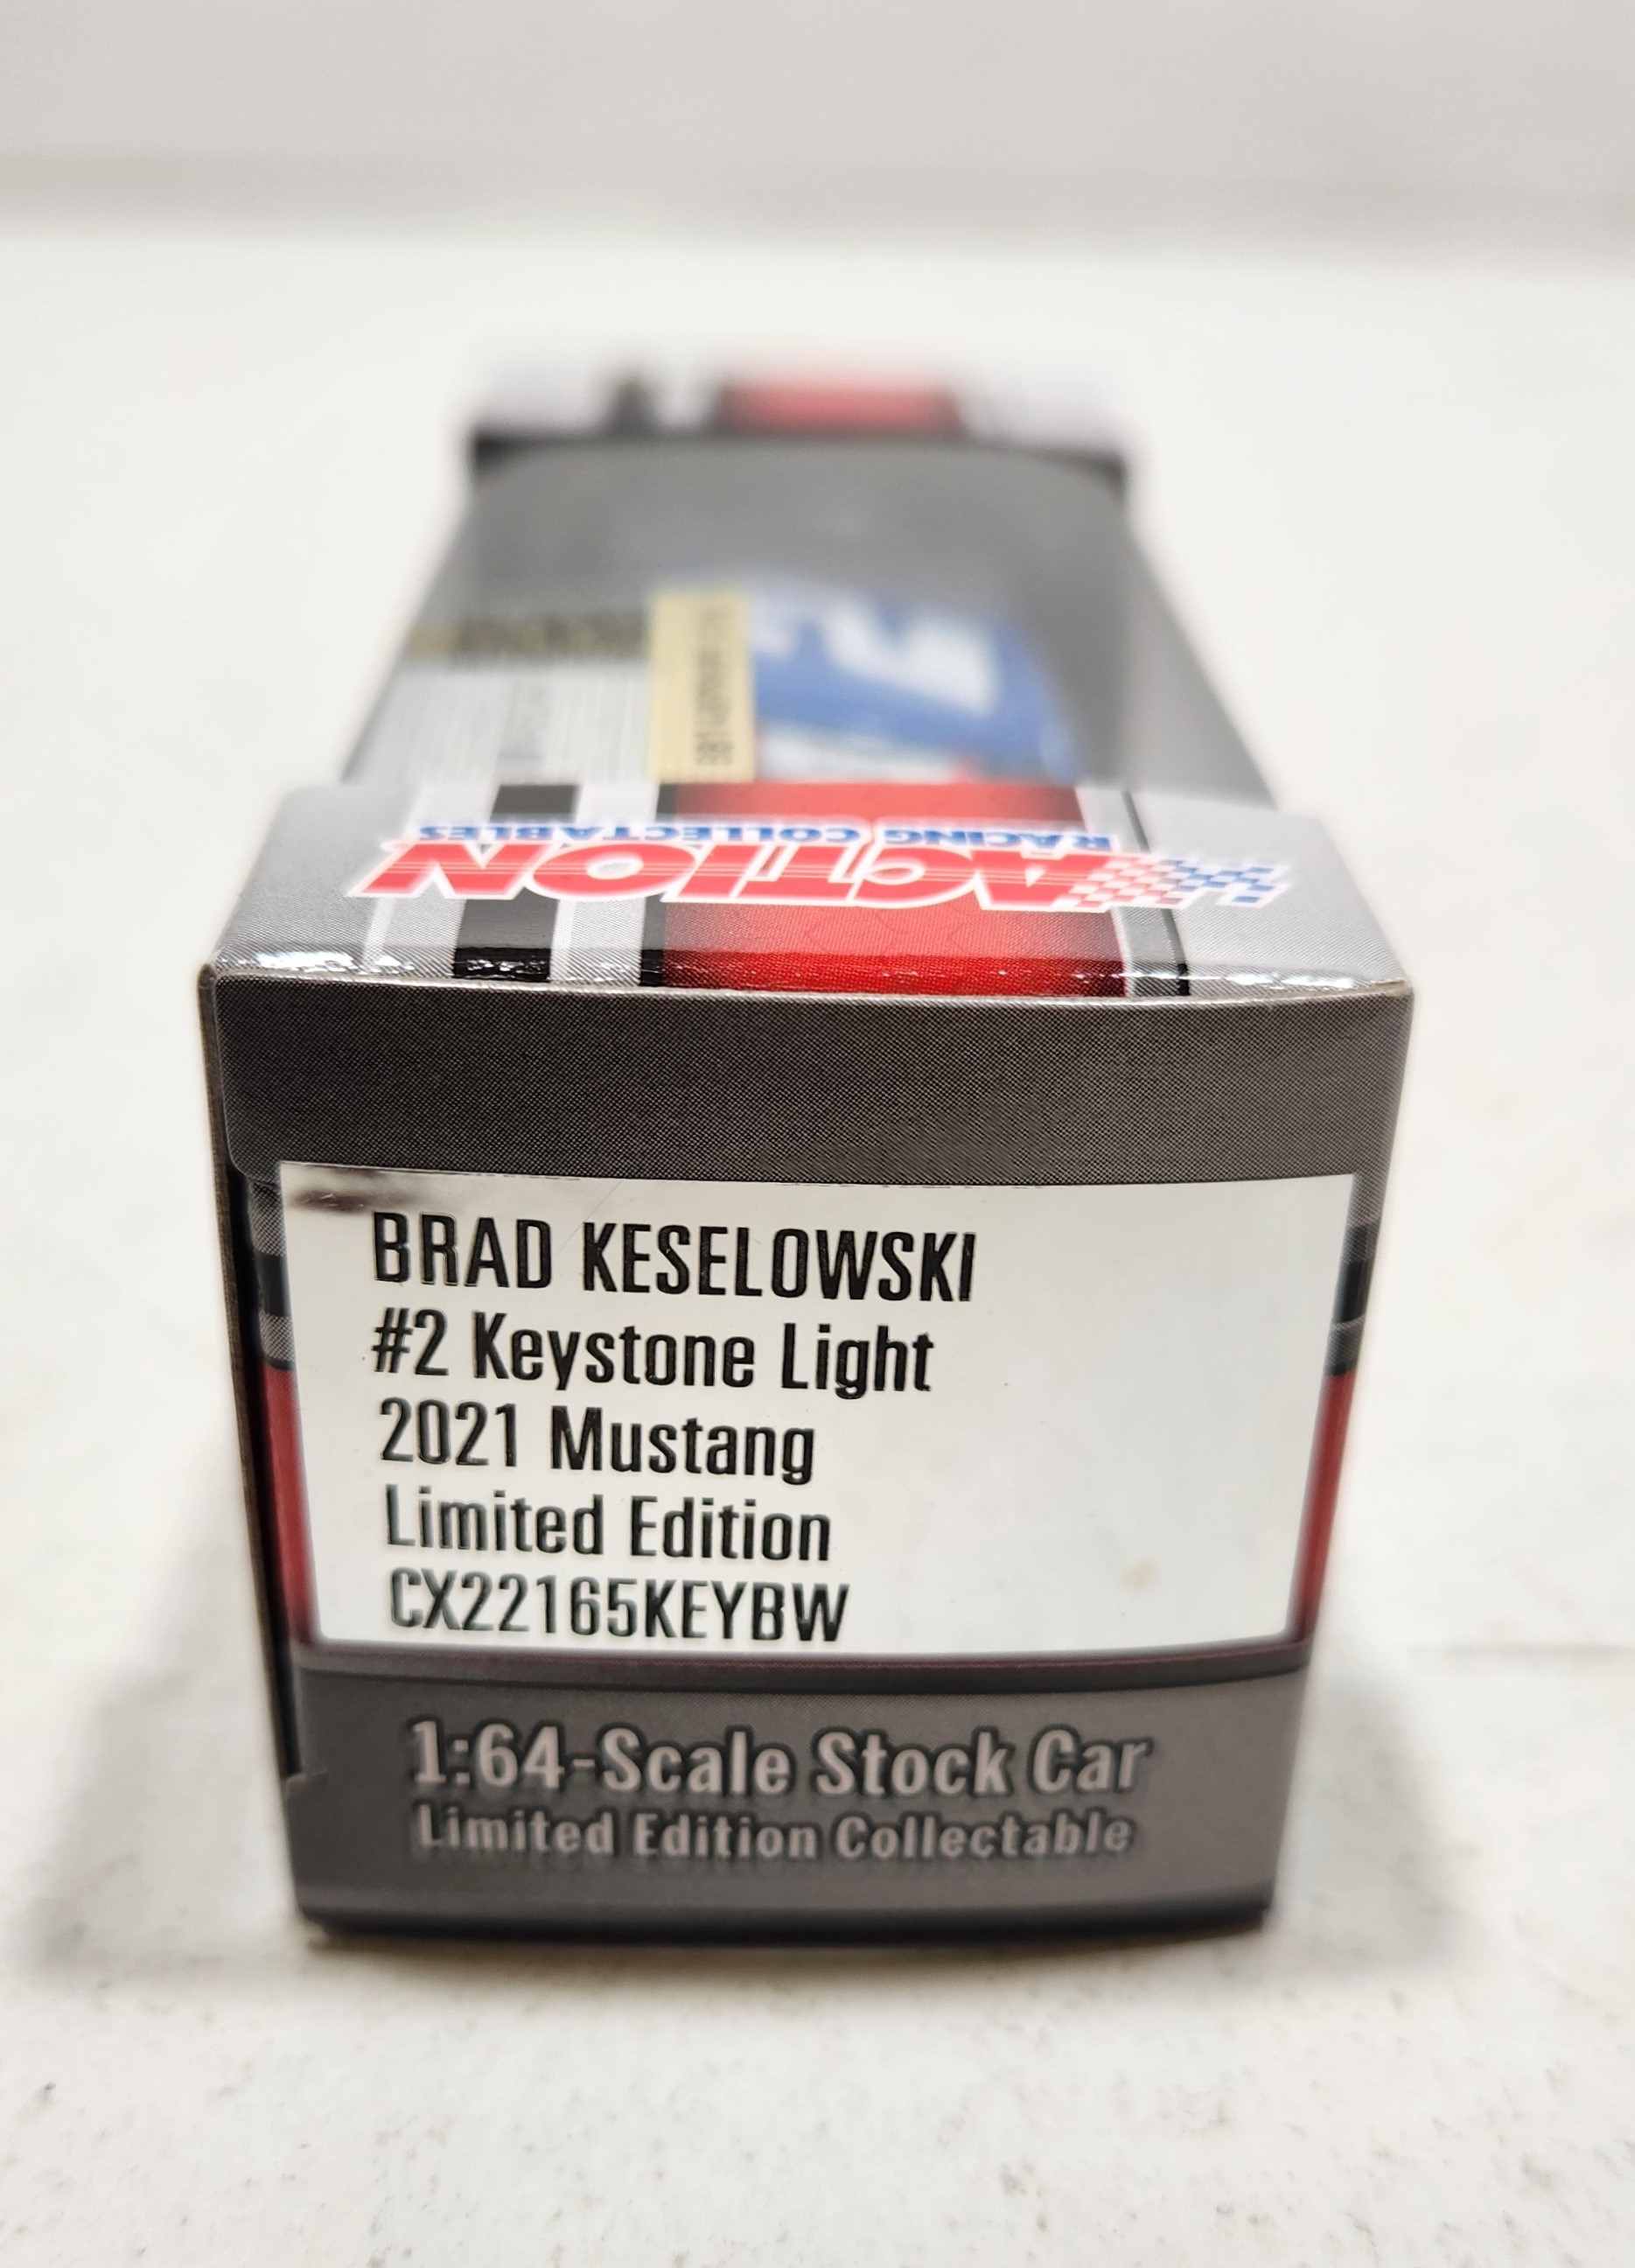 RACING COLLECTABLES
ACTION
BRAD KESELOWSKI
#2 Keystone Light
2021 Mustang
Limited Edition
CX22165KEYBW
1:64-Scale Stock Car
Limited Edition Collectable